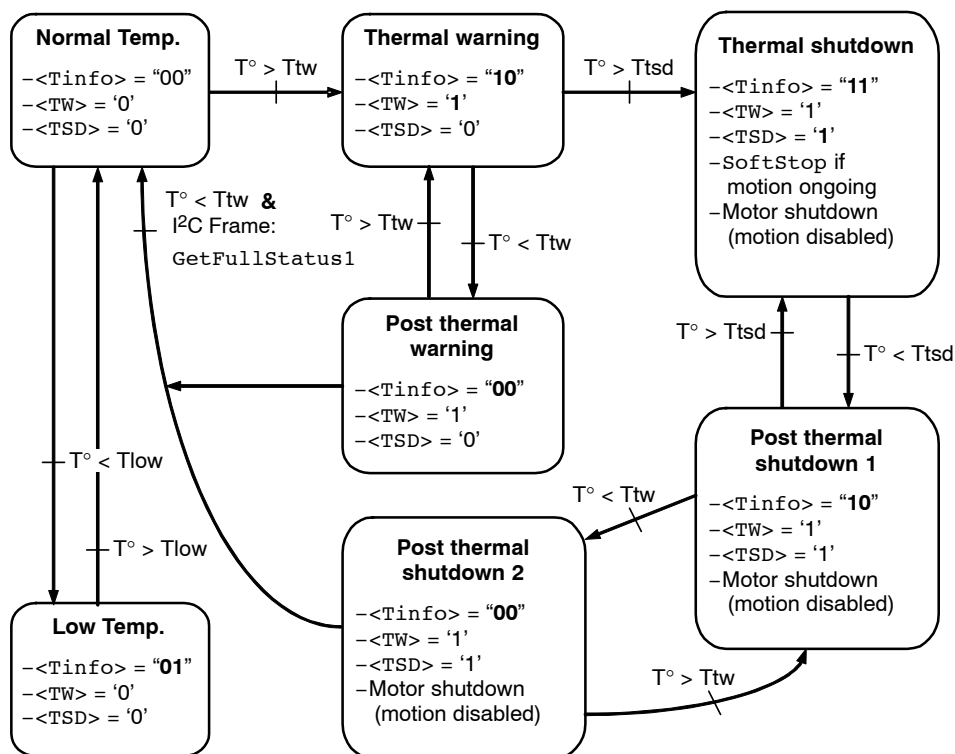 Normal Temp.
–<Tinfo> = “00”
–<TW> = ‘0’
–<TSD> = ‘0’
T° > Ttw
Thermal warning
–<Tinfo> = “10”
–<TW> = ‘1’
–<TSD> = ‘0’
T° > Ttsd
Thermal shutdown
–<Tinfo> = “11”
–<TW> = ‘1’
–<TSD> = ‘1’
–SoftStop if
motion ongoing
–Motor shutdown
(motion disabled)
T° < Ttw &
I²C Frame:
GetFullStatus1
T° > Ttw
T° < Ttw
Post thermal
warning
–<Tinfo> = “00”
–<TW> = ‘1’
–<TSD> = ‘0’
T° > Ttsd
T° < Ttsd
Post thermal
shutdown 1
–<Tinfo> = “10”
–<TW> = ‘1’
–<TSD> = ‘1’
–Motor shutdown
(motion disabled)
T° < Tlow
T° > Tlow
T° < Ttw
Post thermal
shutdown 2
–<Tinfo> = “00”
–<TW> = ‘1’
–<TSD> = ‘1’
–Motor shutdown
(motion disabled)
T° > Ttw
Low Temp.
–<Tinfo> = “01”
–<TW> = ‘0’
–<TSD> = ‘0’